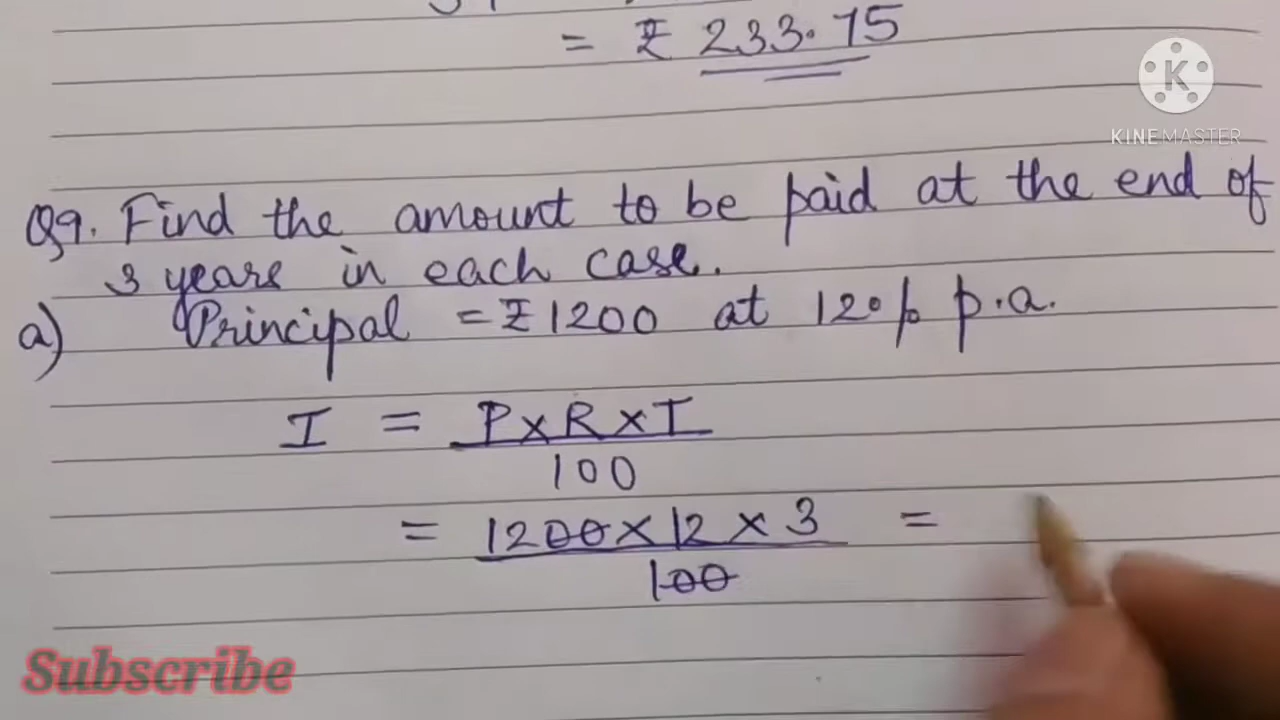 = ₹ 233.75
K
KINEMASTER
Q9. Find the amount to be paid at the end of
3 years in each case.
a) Principal = ₹ 1200 at 12% p.a.
I = P×R×T
100
= 1200 × 12 × 3 =
100
Subscribe